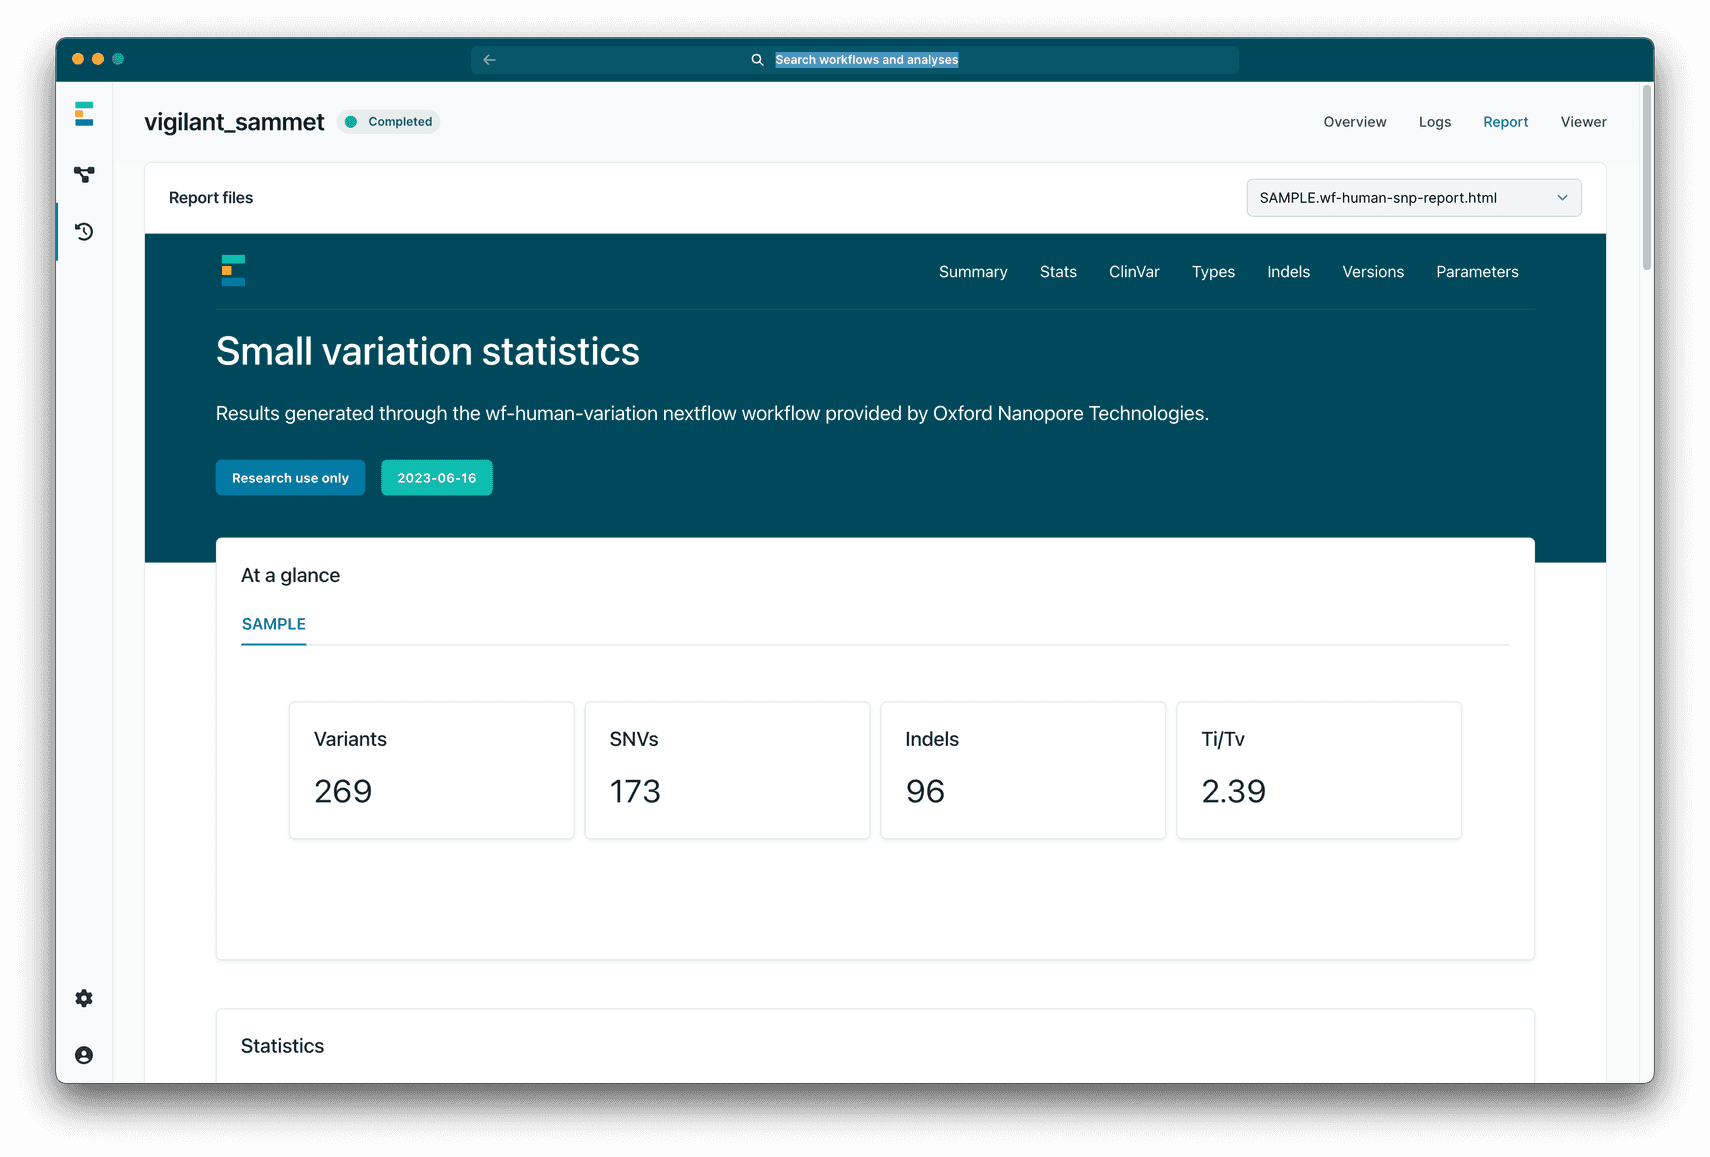 Search workflows and analyses
vigilant_sammet
Completed
Overview Logs Report Viewer
Report files
SAMPLE.wf-human-snp-report.html
Summary Stats ClinVar Types Indels Versions Parameters
Small variation statistics
Results generated through the wf-human-variation nextflow workflow provided by Oxford Nanopore Technologies.
Research use only
2023-06-16
At a glance
SAMPLE
Variants
269
SNVs
173
Indels
96
Ti/Tv
2.39
Statistics